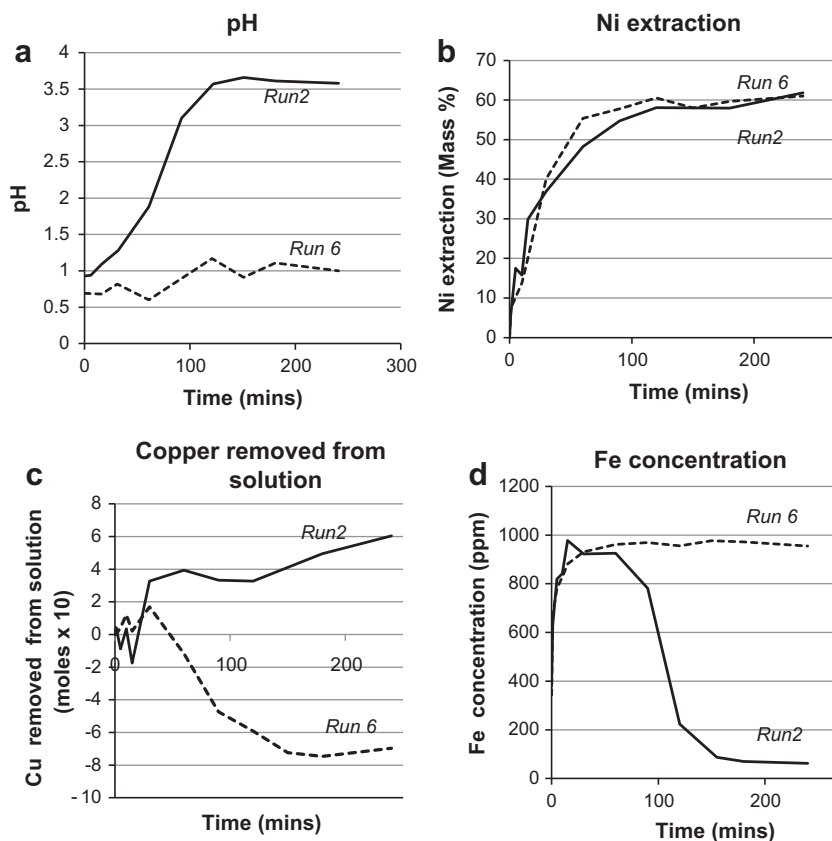 a
pH
4
3.5
3
2.5
2
1.5
1
0.5
0
pH
Run2
Run 6
0
100
200
300
Time (mins)
b
Ni extraction
70
60
50
40
30
20
10
0
Ni extraction (Mass %)
Run 6
Run2
0
100
200
Time (mins)
c
Copper removed from
solution
8
6
4
2
0
-2
-4
-6
-8
-10
Cu removed from solution
(moles x 10)
Run2
Run 6
0
100
200
Time (mins)
d
Fe concentration
1200
1000
800
600
400
200
0
Fe concentration (ppm)
Run 6
Run2
0
100
200
Time (mins)